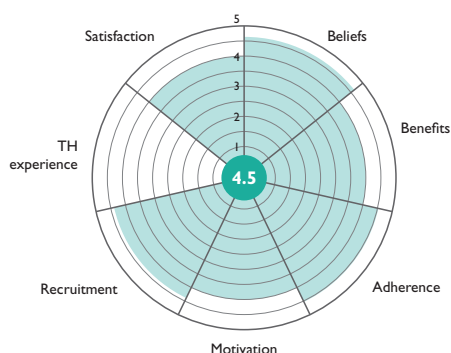 5
Satisfaction
Beliefs
4
3
Benefits
2
1
TH
experience
4.5
Recruitment
Adherence
Motivation